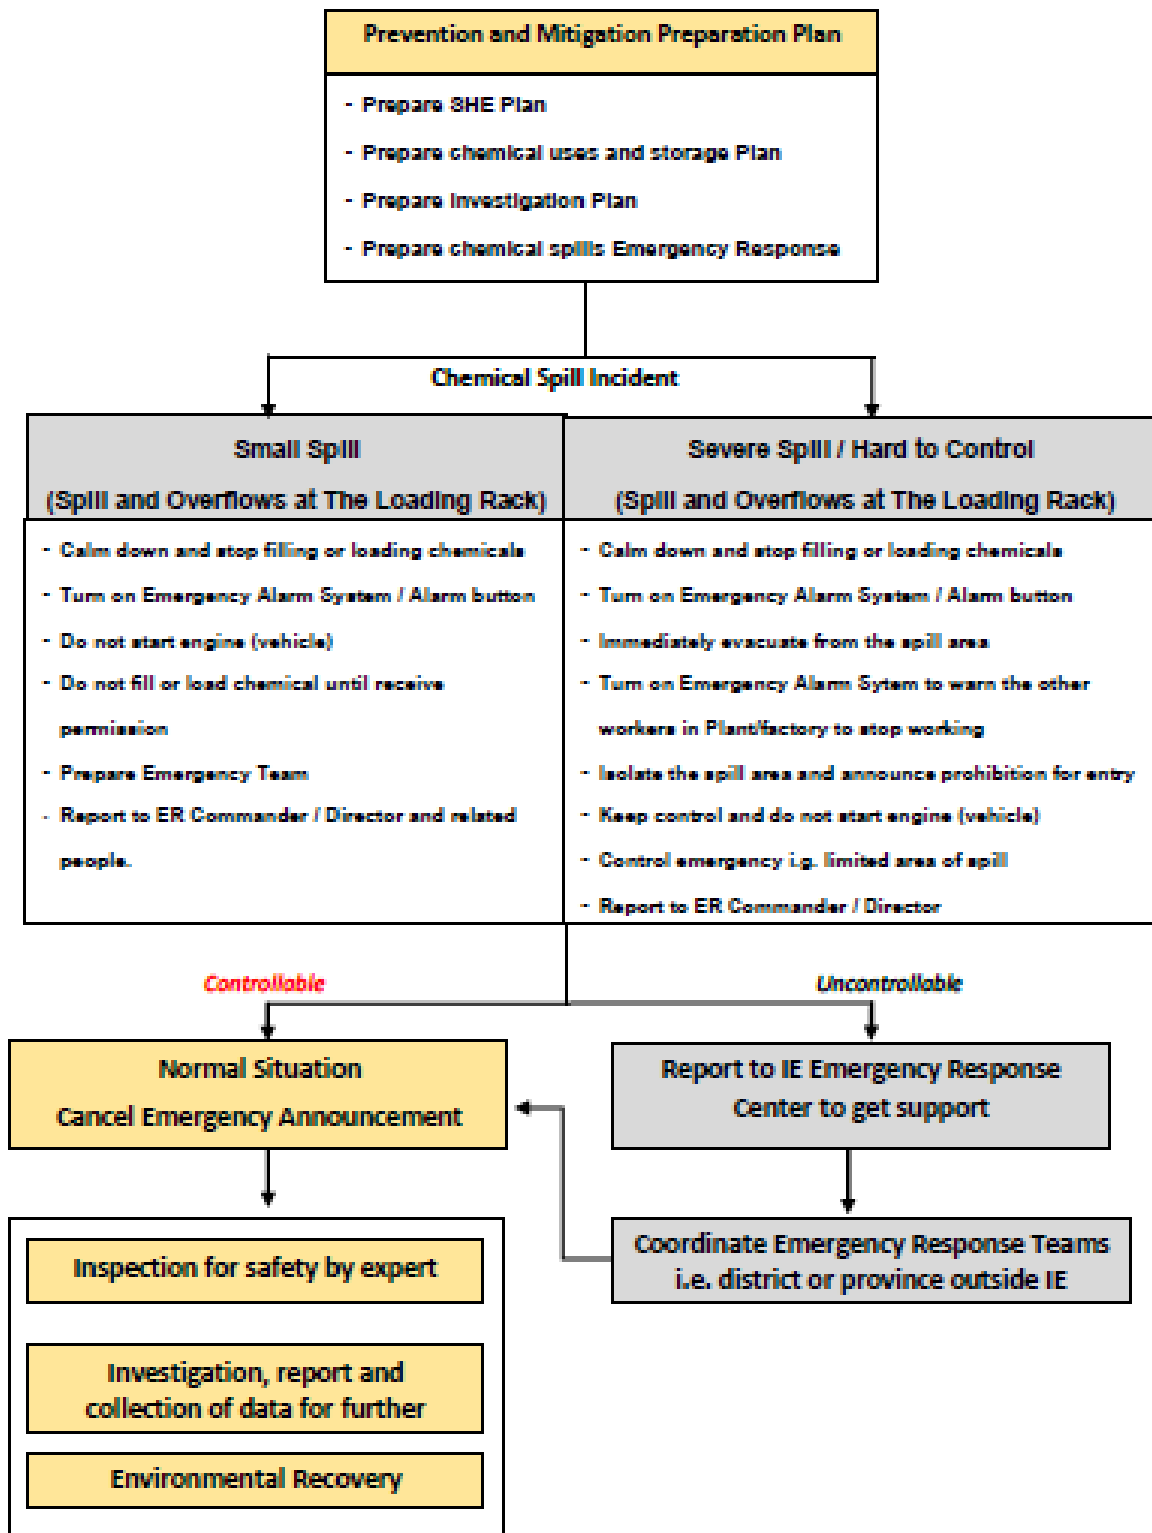 Prevention and Mitigation Preparation Plan
- Prepare SHE Plan
- Prepare chemical uses and storage Plan
- Prepare Investigation Plan
- Prepare chemical spills Emergency Response
Chemical Spill Incident
Small Spill
(Spill and Overflows at The Loading Rack)
- Calm down and stop filling or loading chemicals
- Turn on Emergency Alarm System / Alarm button
- Do not start engine (vehicle)
- Do not fill or load chemical until receive
permission
- Prepare Emergency Team
- Report to ER Commander / Director and related
people.
Severe Spill / Hard to Control
(Spill and Overflows at The Loading Rack)
- Calm down and stop filling or loading chemicals
- Turn on Emergency Alarm System / Alarm button
- Immediately evacuate from the spill area
- Turn on Emergency Alarm Sytem to warn the other
workers in Plant/factory to stop working
- Isolate the spill area and announce prohibition for entry
- Keep control and do not start engine (vehicle)
- Control emergency i.g. limited area of spill
- Report to ER Commander / Director
Controllable
Uncontrollable
Normal Situation
Cancel Emergency Announcement
Report to IE Emergency Response
Center to get support
Coordinate Emergency Response Teams
i.e. district or province outside IE
Inspection for safety by expert
Investigation, report and
collection of data for further
Environmental Recovery